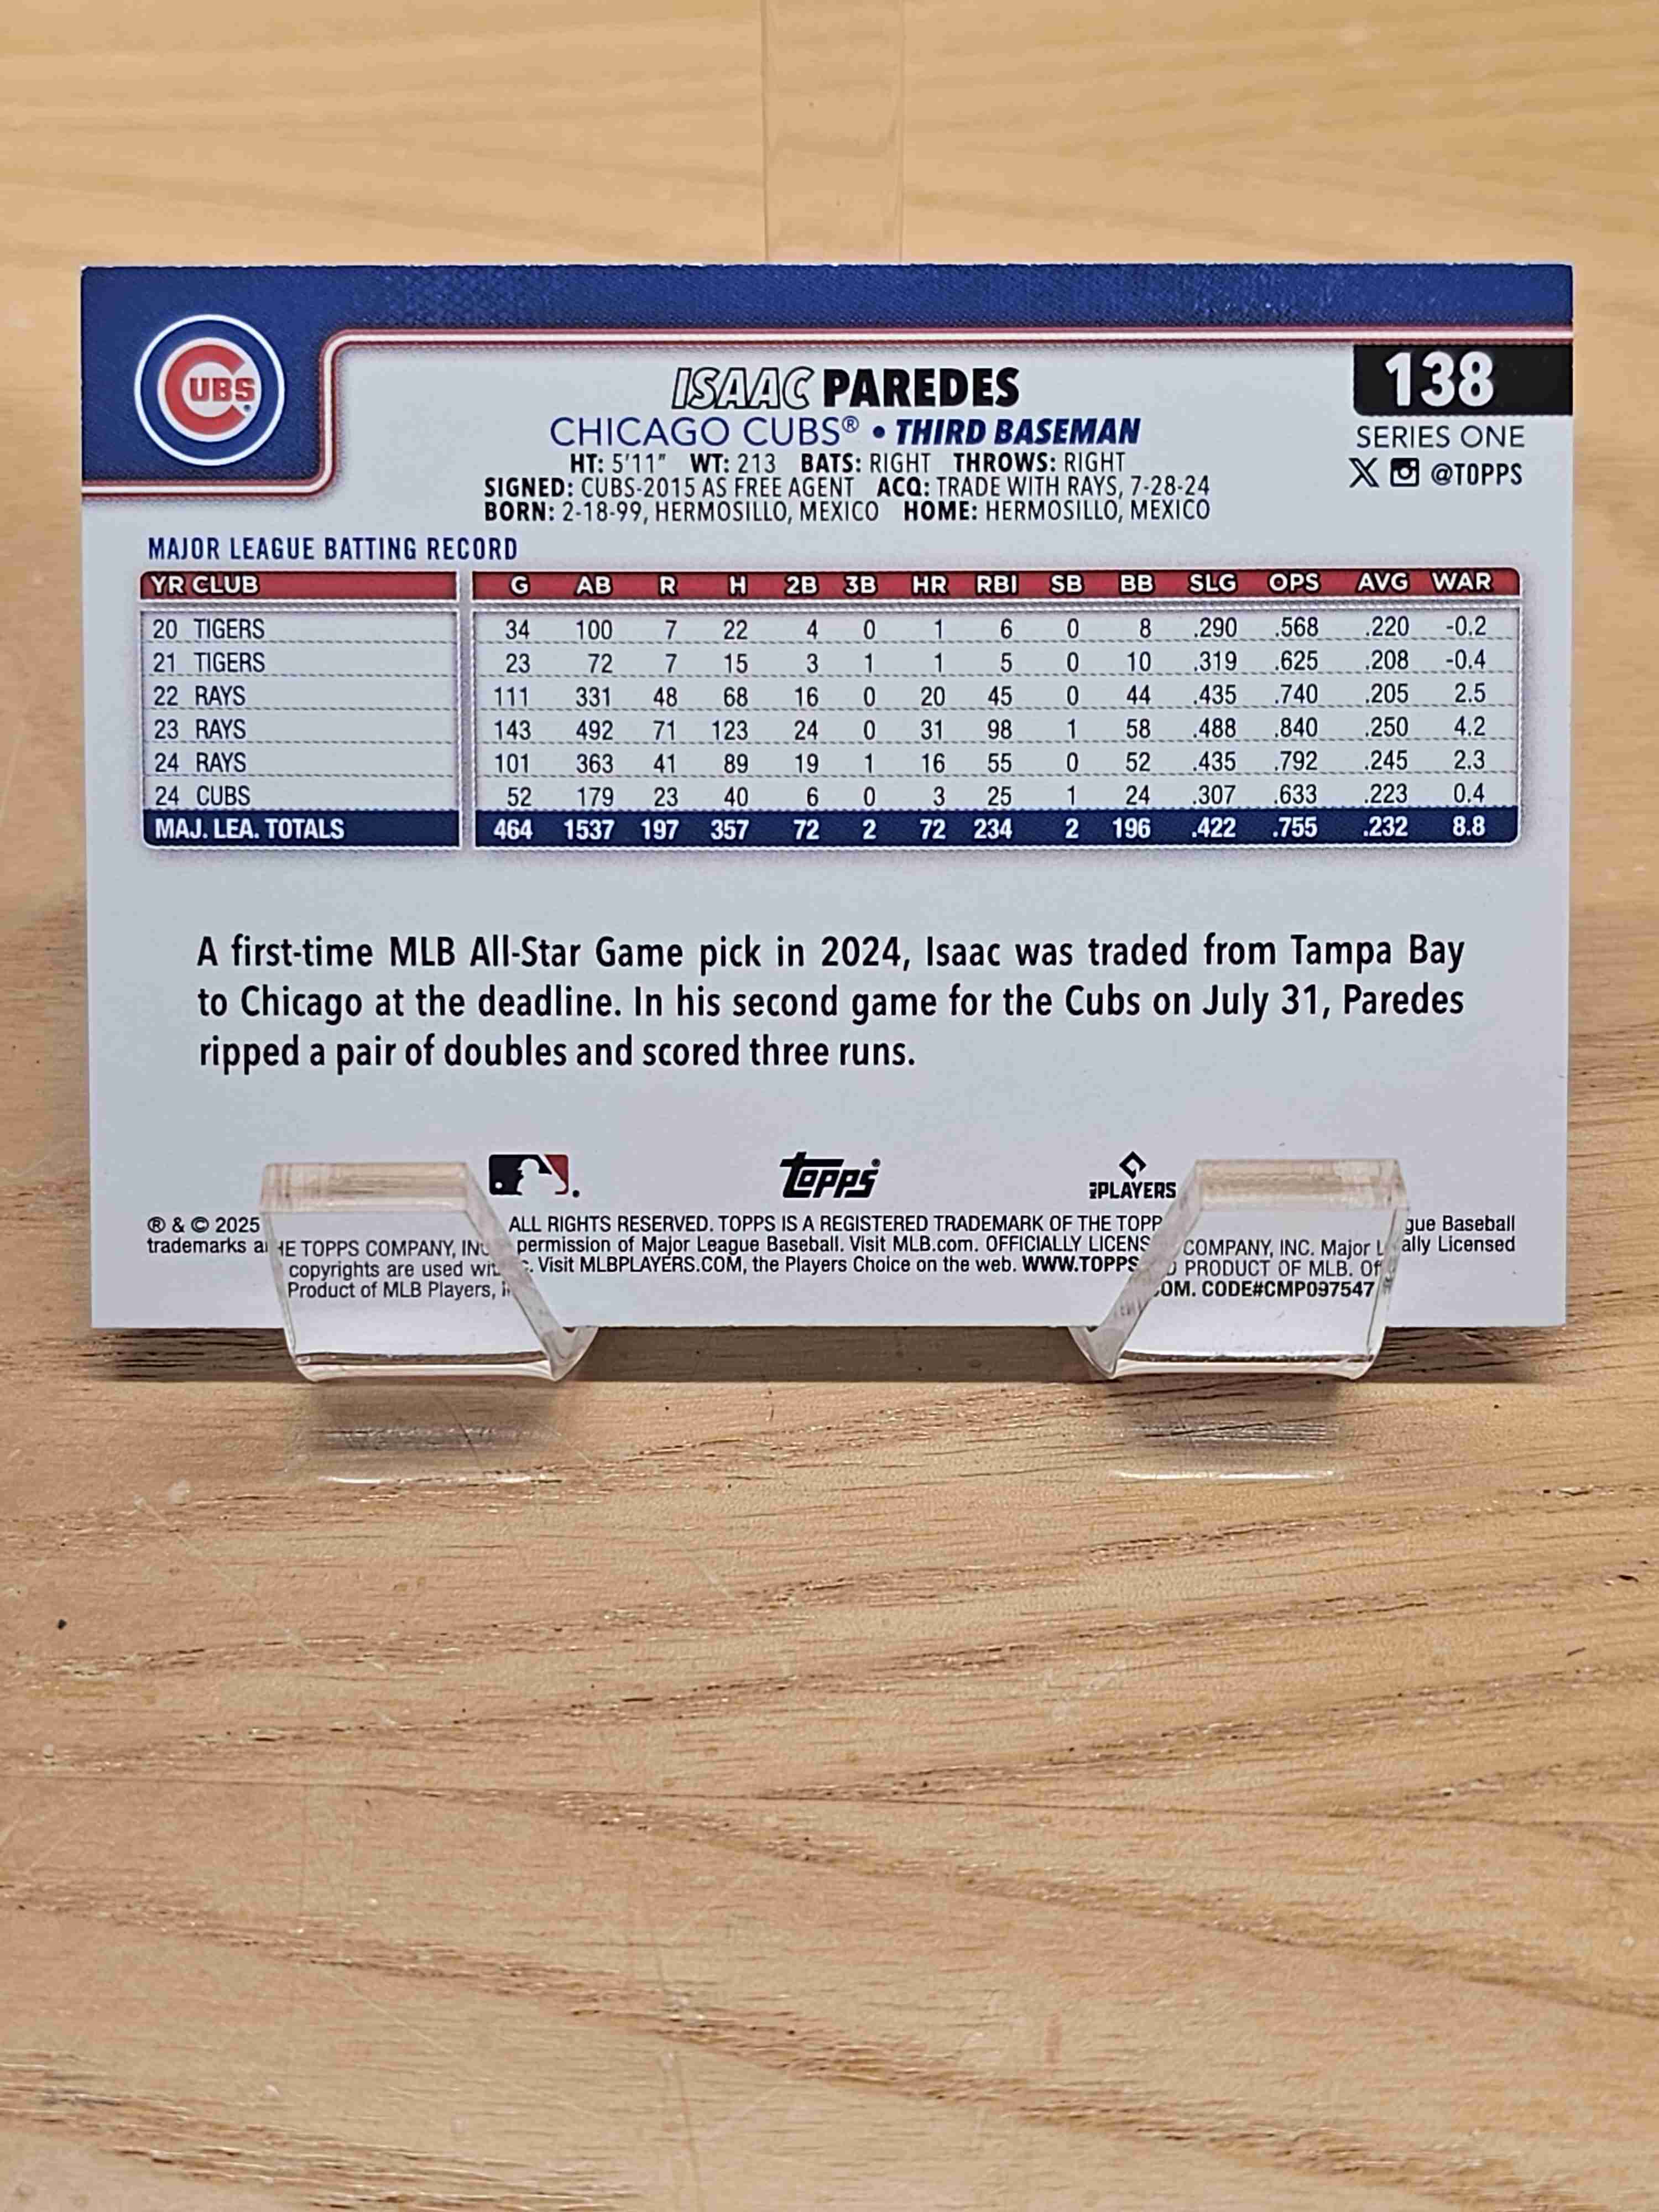 CUBS
ISAAC PAREDES
138
CHICAGO CUBS® • THIRD BASEMAN
SERIES ONE
HT: 5'11" WT: 213 BATS: RIGHT THROWS: RIGHT
@TOPPS
SIGNED: CUBS-2015 AS FREE AGENT ACQ: TRADE WITH RAYS, 7-28-24
BORN: 2-18-99, HERMOSILLO, MEXICO HOME: HERMOSILLO, MEXICO
MAJOR LEAGUE BATTING RECORD
YR CLUB G AB R H 2B 3B HR RBI SB BB SLG OPS AVG WAR
20 TIGERS 34 100 7 22 4 0 1 6 0 8 .290 .568 .220 -0.2
21 TIGERS 23 72 7 15 3 1 1 5 0 10 .319 .625 .208 -0.4
22 RAYS 111 331 48 68 16 0 20 45 0 44 .435 .740 .205 2.5
23 RAYS 143 492 71 123 24 0 31 98 1 58 .488 .840 .250 4.2
24 RAYS 101 363 41 89 19 1 16 55 0 52 .435 .792 .245 2.3
24 CUBS 52 179 23 40 6 0 3 25 1 24 .307 .633 .223 0.4
MAJ. LEA. TOTALS 464 1537 197 357 72 2 72 234 2 196 .422 .755 .232 8.8
A first-time MLB All-Star Game pick in 2024, Isaac was traded from Tampa Bay
to Chicago at the deadline. In his second game for the Cubs on July 31, Paredes
ripped a pair of doubles and scored three runs.
Topps®
PLAYERS
® & © 2025 THE TOPPS COMPANY, INC. ALL RIGHTS RESERVED. TOPPS IS A REGISTERED TRADEMARK OF THE TOPPS COMPANY, INC. Major League Baseball
trademarks and copyrights are used with permission of Major League Baseball. Visit MLB.com. OFFICIALLY LICENSED PRODUCT OF MLB. Officially Licensed
Product of MLB Players, Inc. Visit MLBPLAYERS.COM, the Players Choice on the web. WWW.TOPPS.COM. CODE#CMP097547